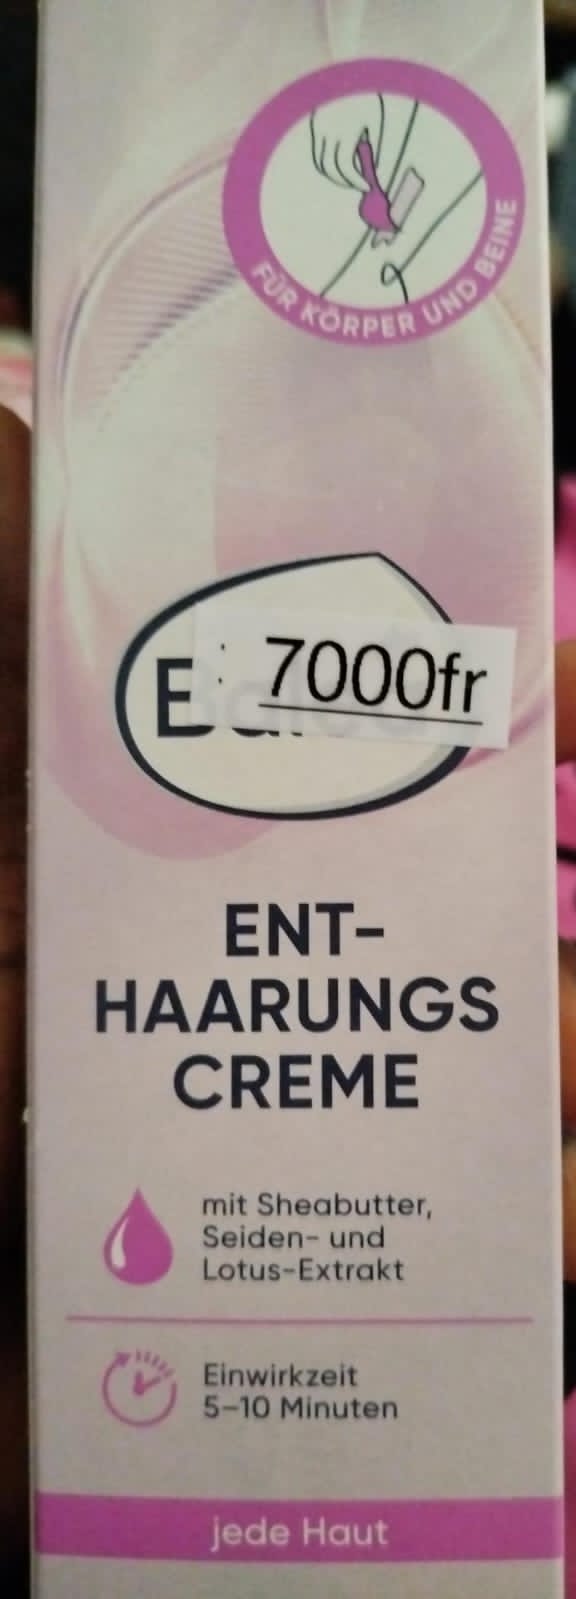 FÜR KÖRPER UND BEINE
7000fr
ENT-
HAARUNGS
CREME
mit Sheabutter,
Seiden- und
Lotus-Extrakt
Einwirkzeit
5–10 Minuten
jede Haut